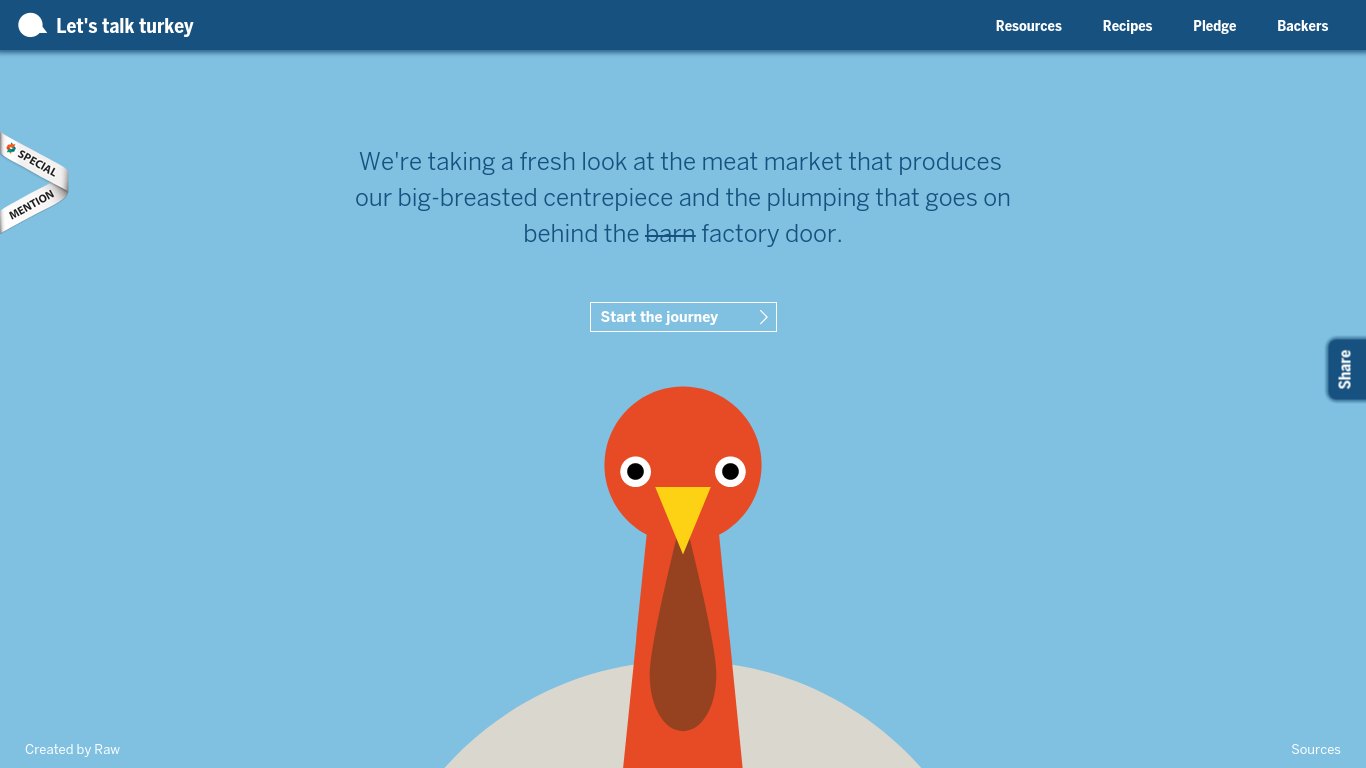 Let's talk turkey
Resources
Recipes
Pledge
Backers
SPECIAL
MENTION
We're taking a fresh look at the meat market that produces
our big-breasted centrepiece and the plumping that goes on
behind the barn factory door.
Start the journey
Share
Created by Raw
Sources